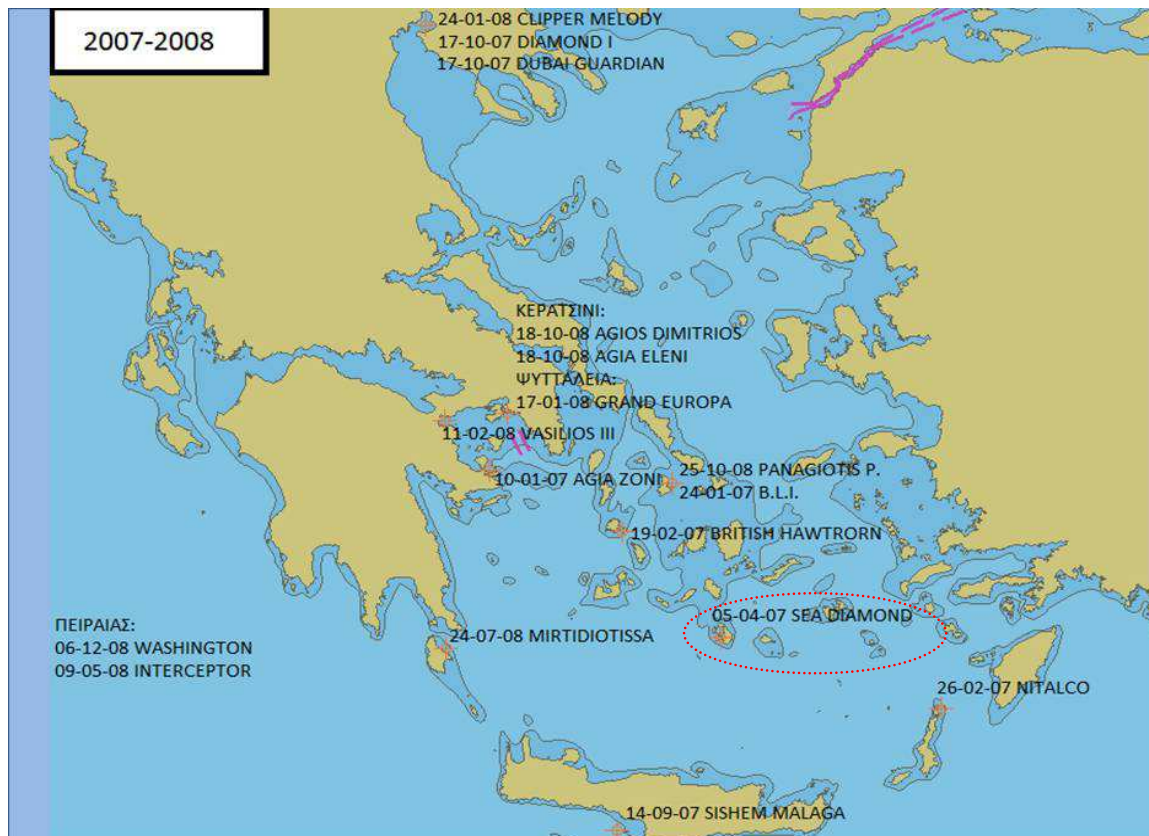 2007-2008
24-01-08 CLIPPER MELODY
17-10-07 DIAMOND I
17-10-07 DUBAI GUARDIAN
ΚΕΡΑΤΣΙΝΙ:
18-10-08 AGIOS DIMITRIOS
18-10-08 AGIA ELENI
ΨΥΤΤΑΛΕΙΑ:
17-01-08 GRAND EUROPA
11-02-08 VASILIOS III
10-01-07 AGIA ZONI
25-10-08 PANAGIOTIS P.
24-01-07 B.L.I.
19-02-07 BRITISH HAWTRORN
05-04-07 SEA DIAMOND
ΠΕΙΡΑΙΑΣ:
06-12-08 WASHINGTON
09-05-08 INTERCEPTOR
24-07-08 MIRTIDIOTISSA
26-02-07 NITALCO
14-09-07 SISHEM MALAGA